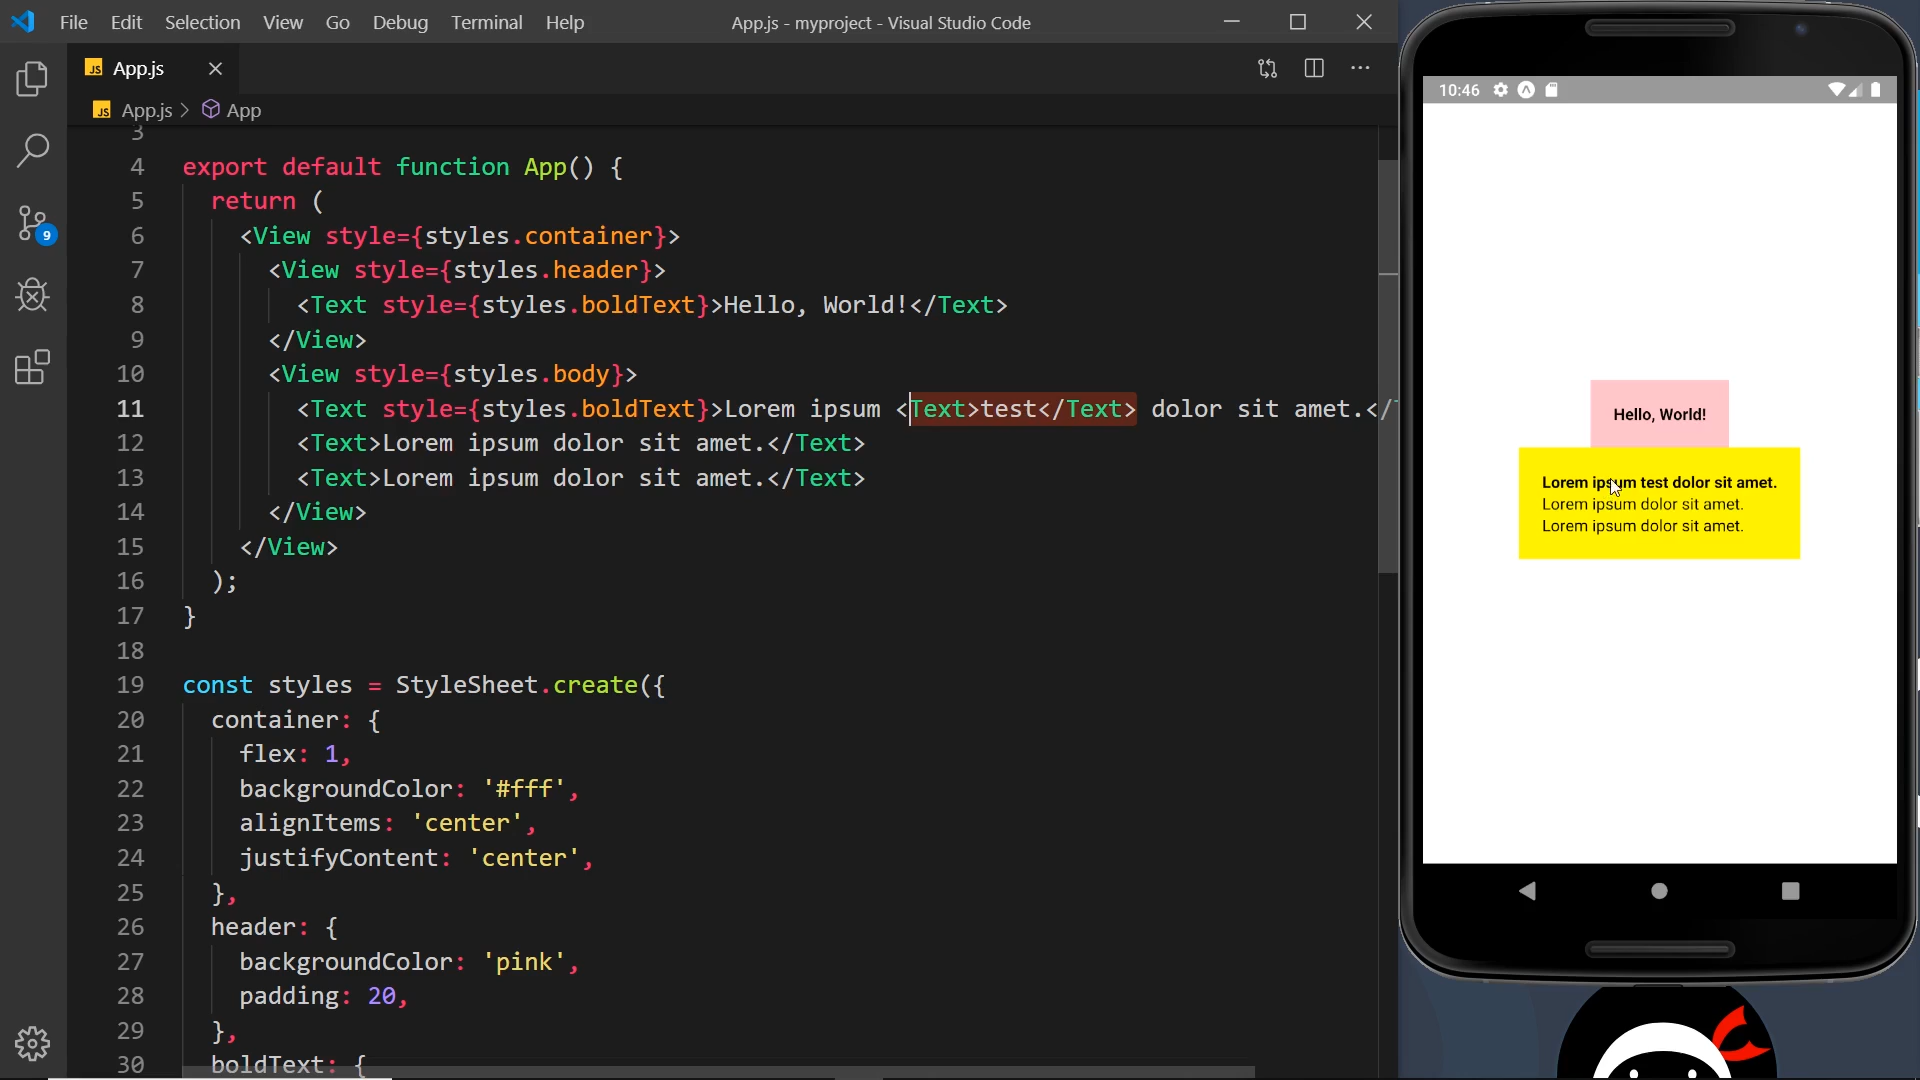 File Edit Selection View Go Debug Terminal Help
App.js - myproject - Visual Studio Code
JS App.js
JS App.js > App
9
3
4 export default function App() {
5 return (
6 <View style={styles.container}>
7 <View style={styles.header}>
8 <Text style={styles.boldText}>Hello, World!</Text>
9 </View>
10 <View style={styles.body}>
11 <Text style={styles.boldText}>Lorem ipsum <Text>test</Text> dolor sit amet.</
12 <Text>Lorem ipsum dolor sit amet.</Text>
13 <Text>Lorem ipsum dolor sit amet.</Text>
14 </View>
15 </View>
16 );
17 }
18
19 const styles = StyleSheet.create({
20 container: {
21 flex: 1,
22 backgroundColor: '#fff',
23 alignItems: 'center',
24 justifyContent: 'center',
25 },
26 header: {
27 backgroundColor: 'pink',
28 padding: 20,
29 },
30 boldText: {
10:46
Hello, World!
Lorem ipsum test dolor sit amet.
Lorem ipsum dolor sit amet.
Lorem ipsum dolor sit amet.